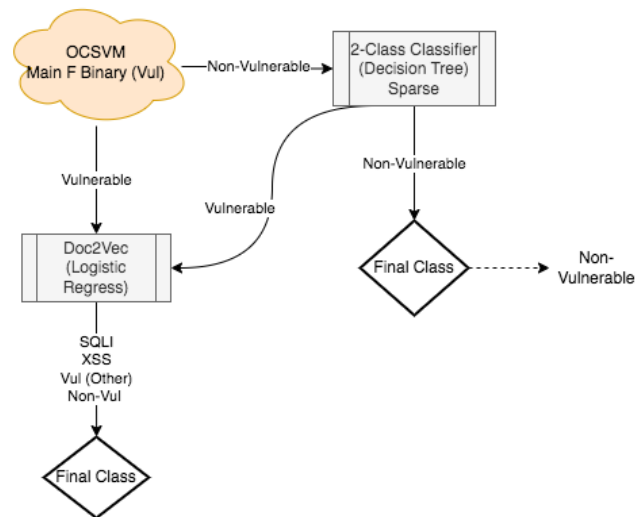 OCSVM
Main F Binary (Vul)
Non-Vulnerable
2-Class Classifier
(Decision Tree)
Sparse
Vulnerable
Vulnerable
Non-Vulnerable
Doc2Vec
(Logistic
Regress)
Final Class
Non-
Vulnerable
SQLI
XSS
Vul (Other)
Non-Vul
Final Class